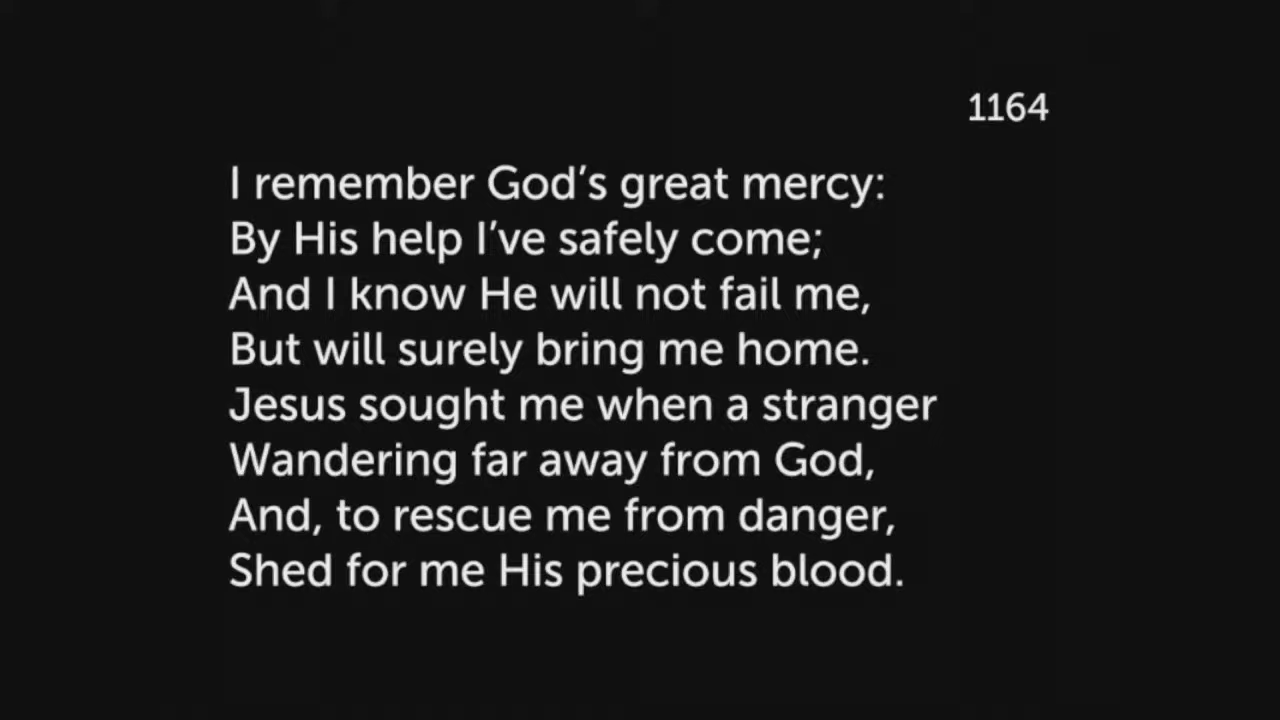 1164
I remember God's great mercy:
By His help I've safely come;
And I know He will not fail me,
But will surely bring me home.
Jesus sought me when a stranger
Wandering far away from God,
And, to rescue me from danger,
Shed for me His precious blood.